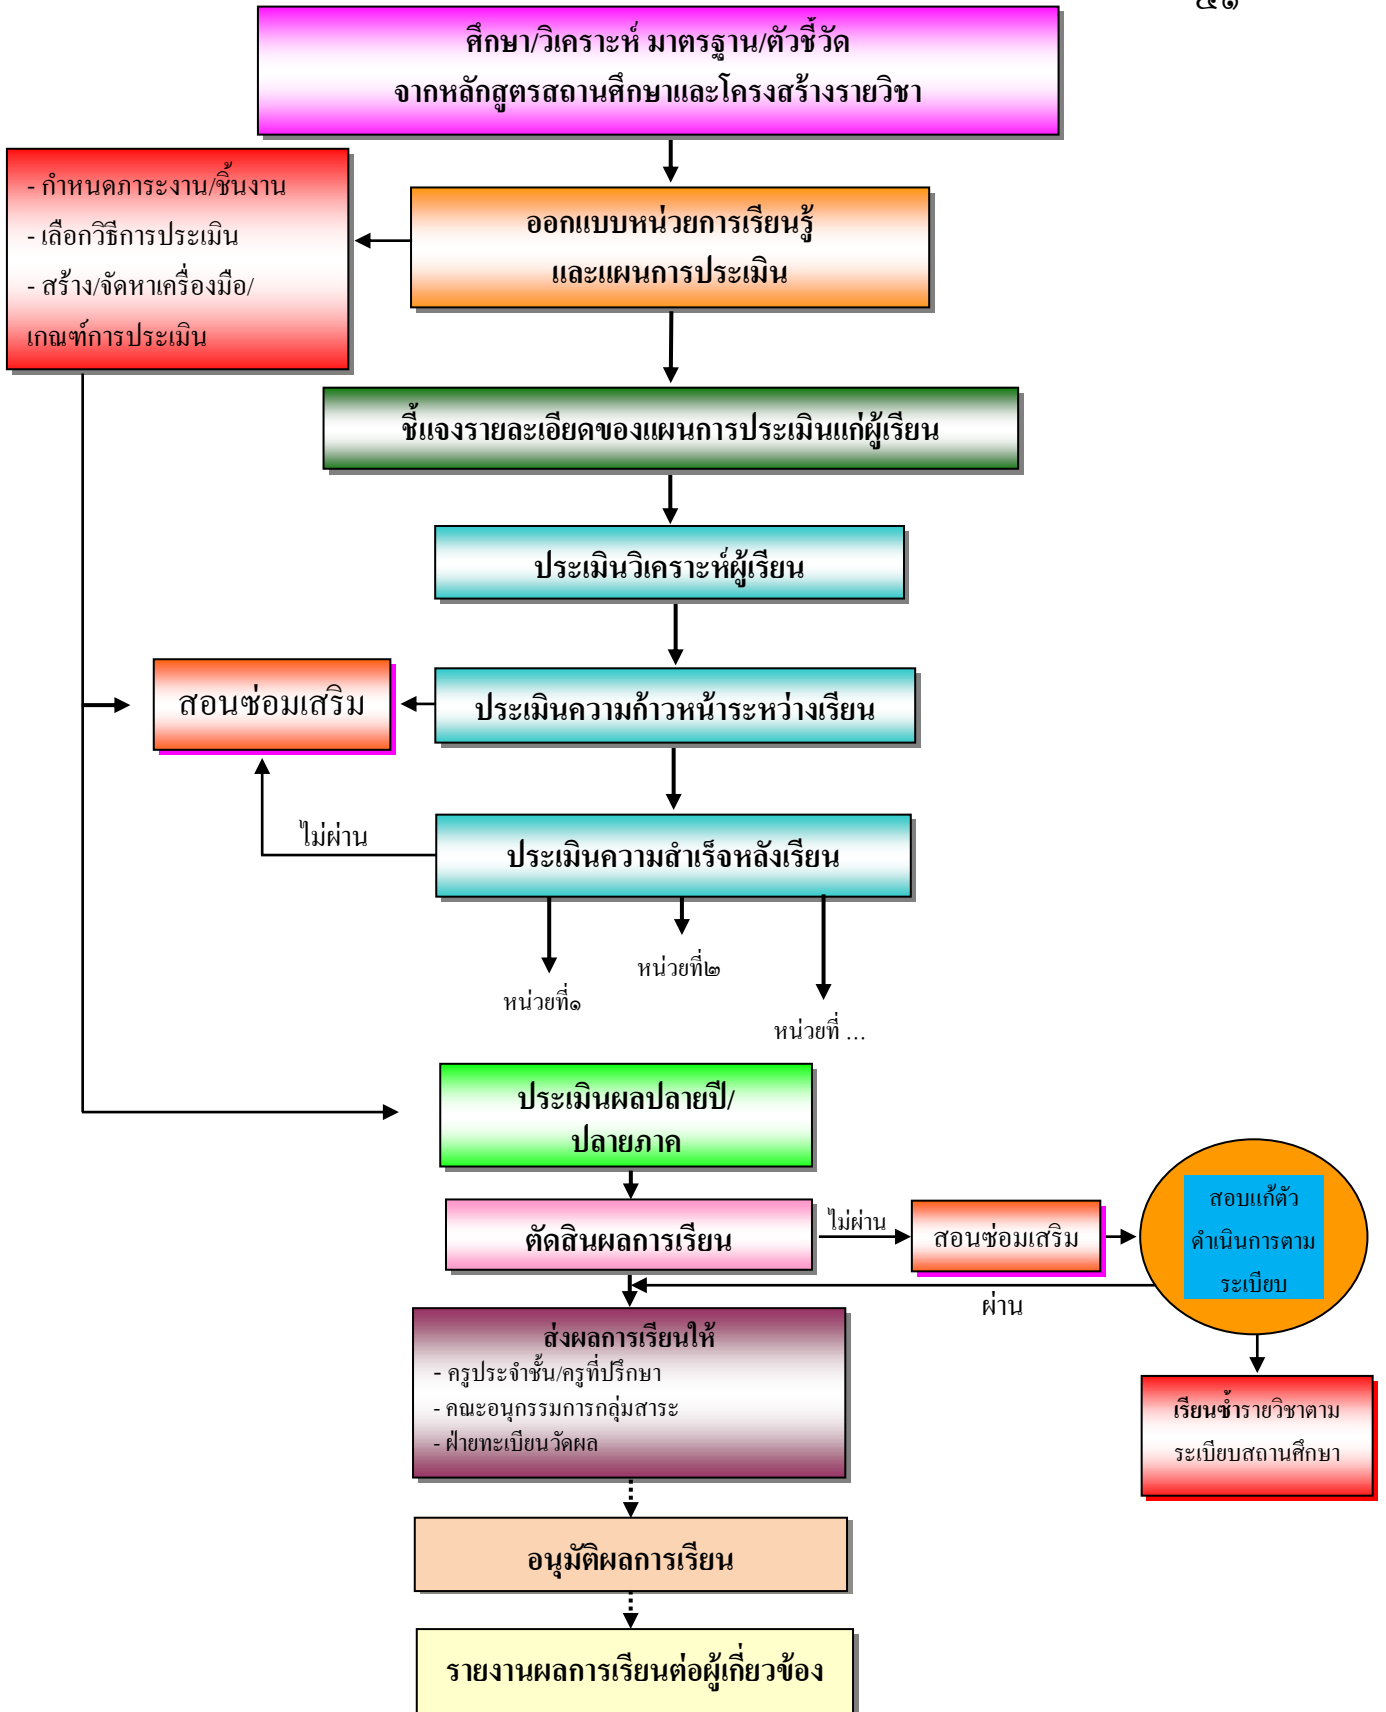 ๕๑
ศึกษา/วิเคราะห์ มาตรฐาน/ตัวชี้วัด
จากหลักสูตรสถานศึกษาและโครงสร้างรายวิชา
- กำหนดภาระงาน/ชิ้นงาน
- เลือกวิธีการประเมิน
- สร้าง/จัดหาเครื่องมือ/
เกณฑ์การประเมิน
ออกแบบหน่วยการเรียนรู้
และแผนการประเมิน
ชี้แจงรายละเอียดของแผนการประเมินแก่ผู้เรียน
ประเมินวิเคราะห์ผู้เรียน
สอนซ่อมเสริม
ประเมินความก้าวหน้าระหว่างเรียน
ไม่ผ่าน
ประเมินความสำเร็จหลังเรียน
หน่วยที่๑
หน่วยที่๒
หน่วยที่ ...
ประเมินผลปลายปี/
ปลายภาค
ตัดสินผลการเรียน
ไม่ผ่าน
สอนซ่อมเสริม
สอบแก้ตัว
ดำเนินการตาม
ระเบียบ
ผ่าน
ส่งผลการเรียนให้
- ครูประจำชั้น/ครูที่ปรึกษา
- คณะอนุกรรมการกลุ่มสาระ
- ฝ่ายทะเบียนวัดผล
เรียนซ้ำรายวิชาตาม
ระเบียบสถานศึกษา
อนุมัติผลการเรียน
รายงานผลการเรียนต่อผู้เกี่ยวข้อง